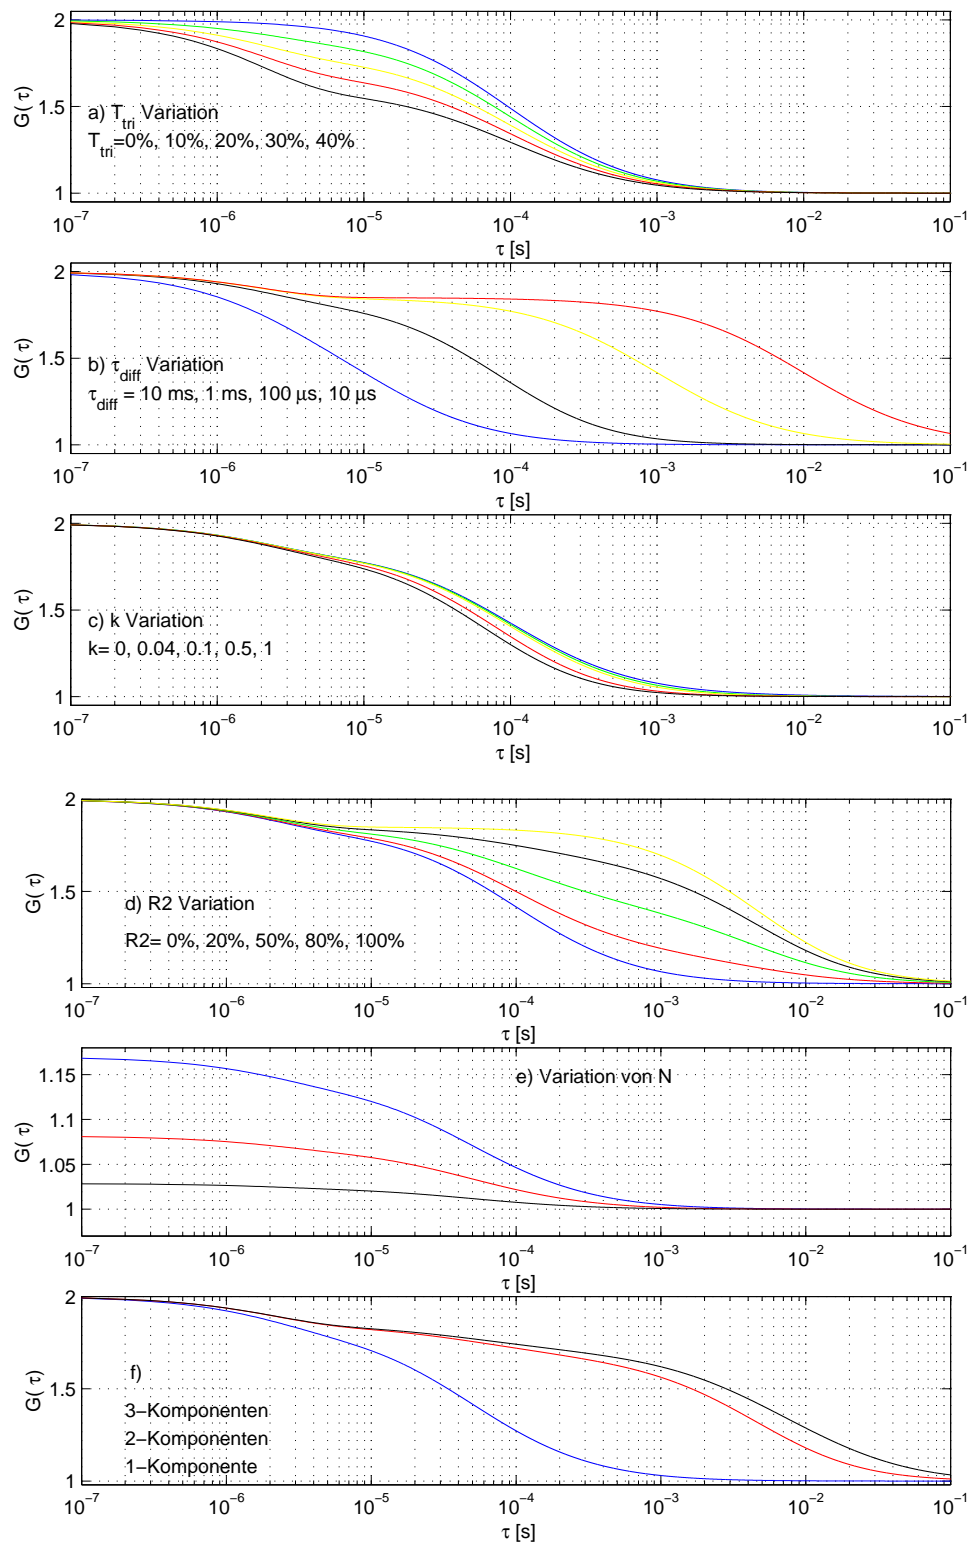 2
1.5
1
G( τ)
a) T_tri Variation
T_tri=0%, 10%, 20%, 30%, 40%
10^−7 10^−6 10^−5 10^−4 10^−3 10^−2 10^−1
τ [s]
2
1.5
1
G( τ)
b) τ_diff Variation
τ_diff = 10 ms, 1 ms, 100 µs, 10 µs
10^−7 10^−6 10^−5 10^−4 10^−3 10^−2 10^−1
τ [s]
2
1.5
1
G( τ)
c) k Variation
k= 0, 0.04, 0.1, 0.5, 1
10^−7 10^−6 10^−5 10^−4 10^−3 10^−2 10^−1
τ [s]
2
1.5
1
G( τ)
d) R2 Variation
R2= 0%, 20%, 50%, 80%, 100%
10^−7 10^−6 10^−5 10^−4 10^−3 10^−2 10^−1
τ [s]
1.15
1.1
1.05
1
G( τ)
e) Variation von N
10^−7 10^−6 10^−5 10^−4 10^−3 10^−2 10^−1
τ [s]
2
1.5
1
G( τ)
f)
3−Komponenten
2−Komponenten
1−Komponente
10^−7 10^−6 10^−5 10^−4 10^−3 10^−2 10^−1
τ [s]